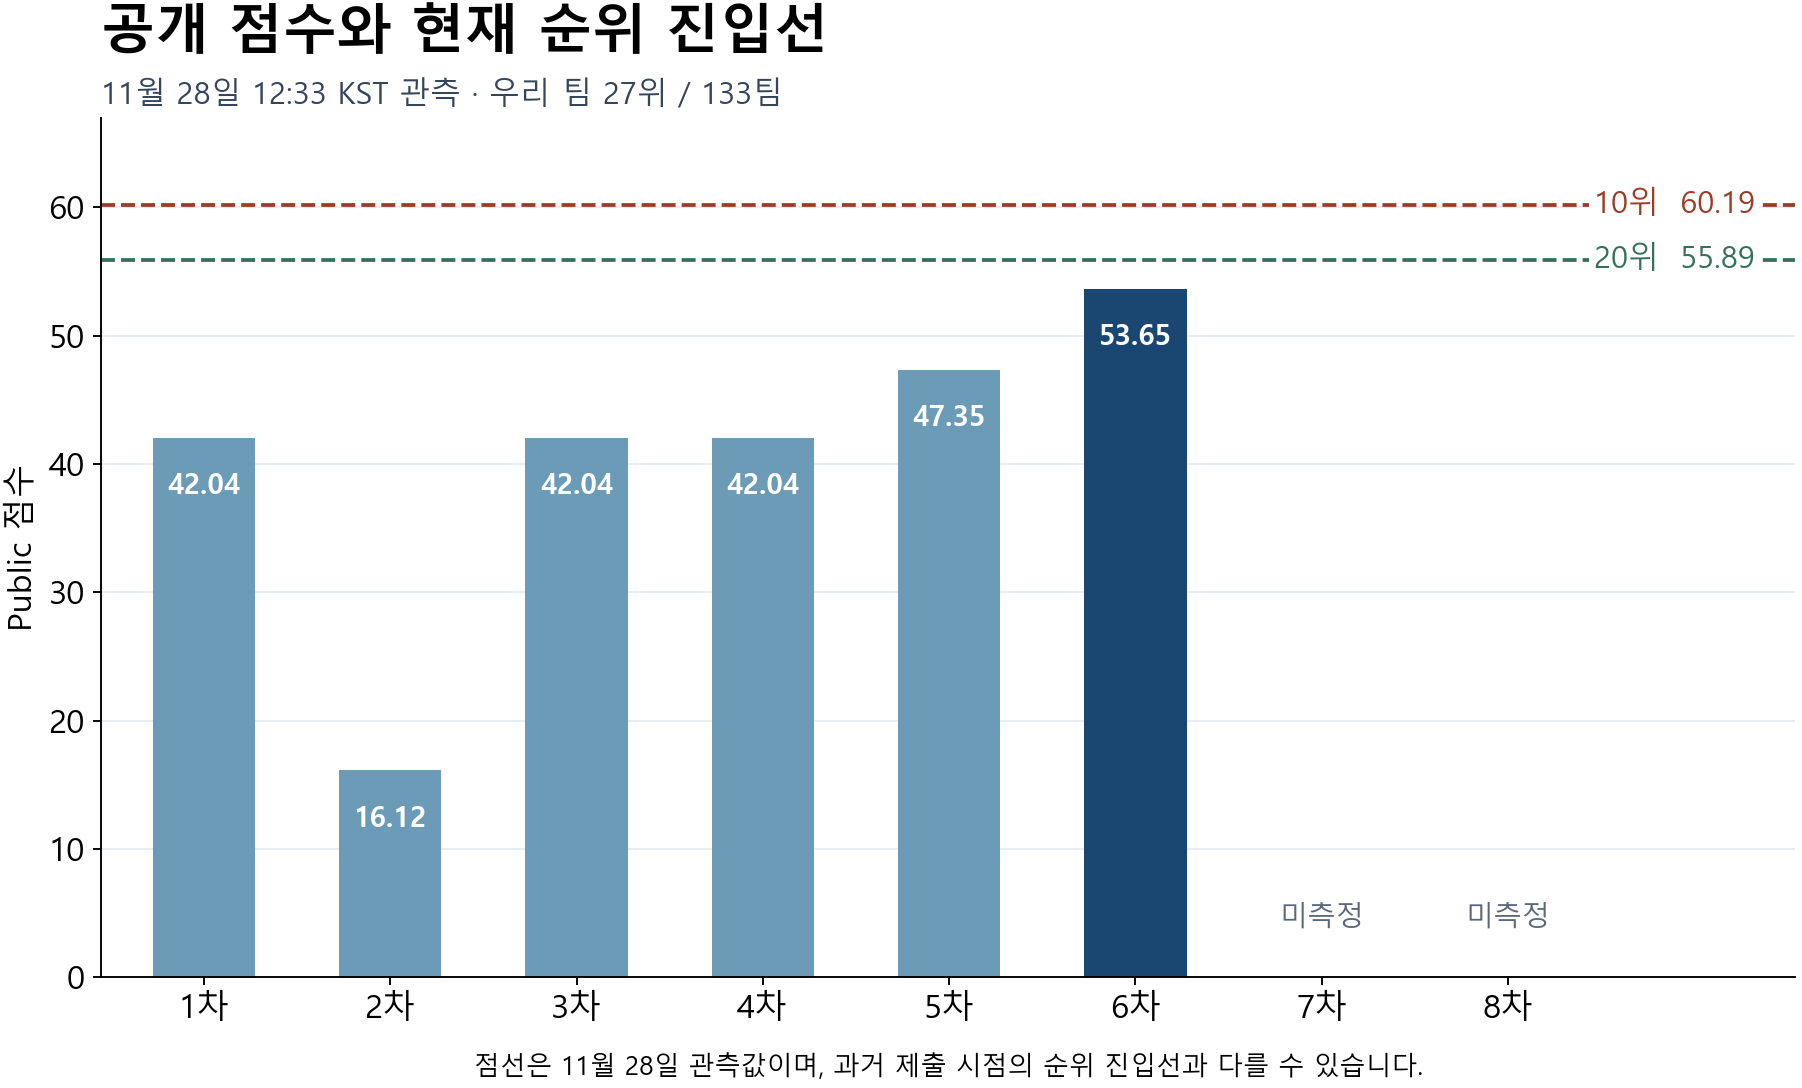 공개 점수와 현재 순위 진입선
11월 28일 12:33 KST 관측 · 우리 팀 27위 / 133팀
Public 점수
60
50
40
30
20
10
0
10위 60.19
20위 55.89
42.04
16.12
42.04
42.04
47.35
53.65
미측정
미측정
1차
2차
3차
4차
5차
6차
7차
8차
점선은 11월 28일 관측값이며, 과거 제출 시점의 순위 진입선과 다를 수 있습니다.